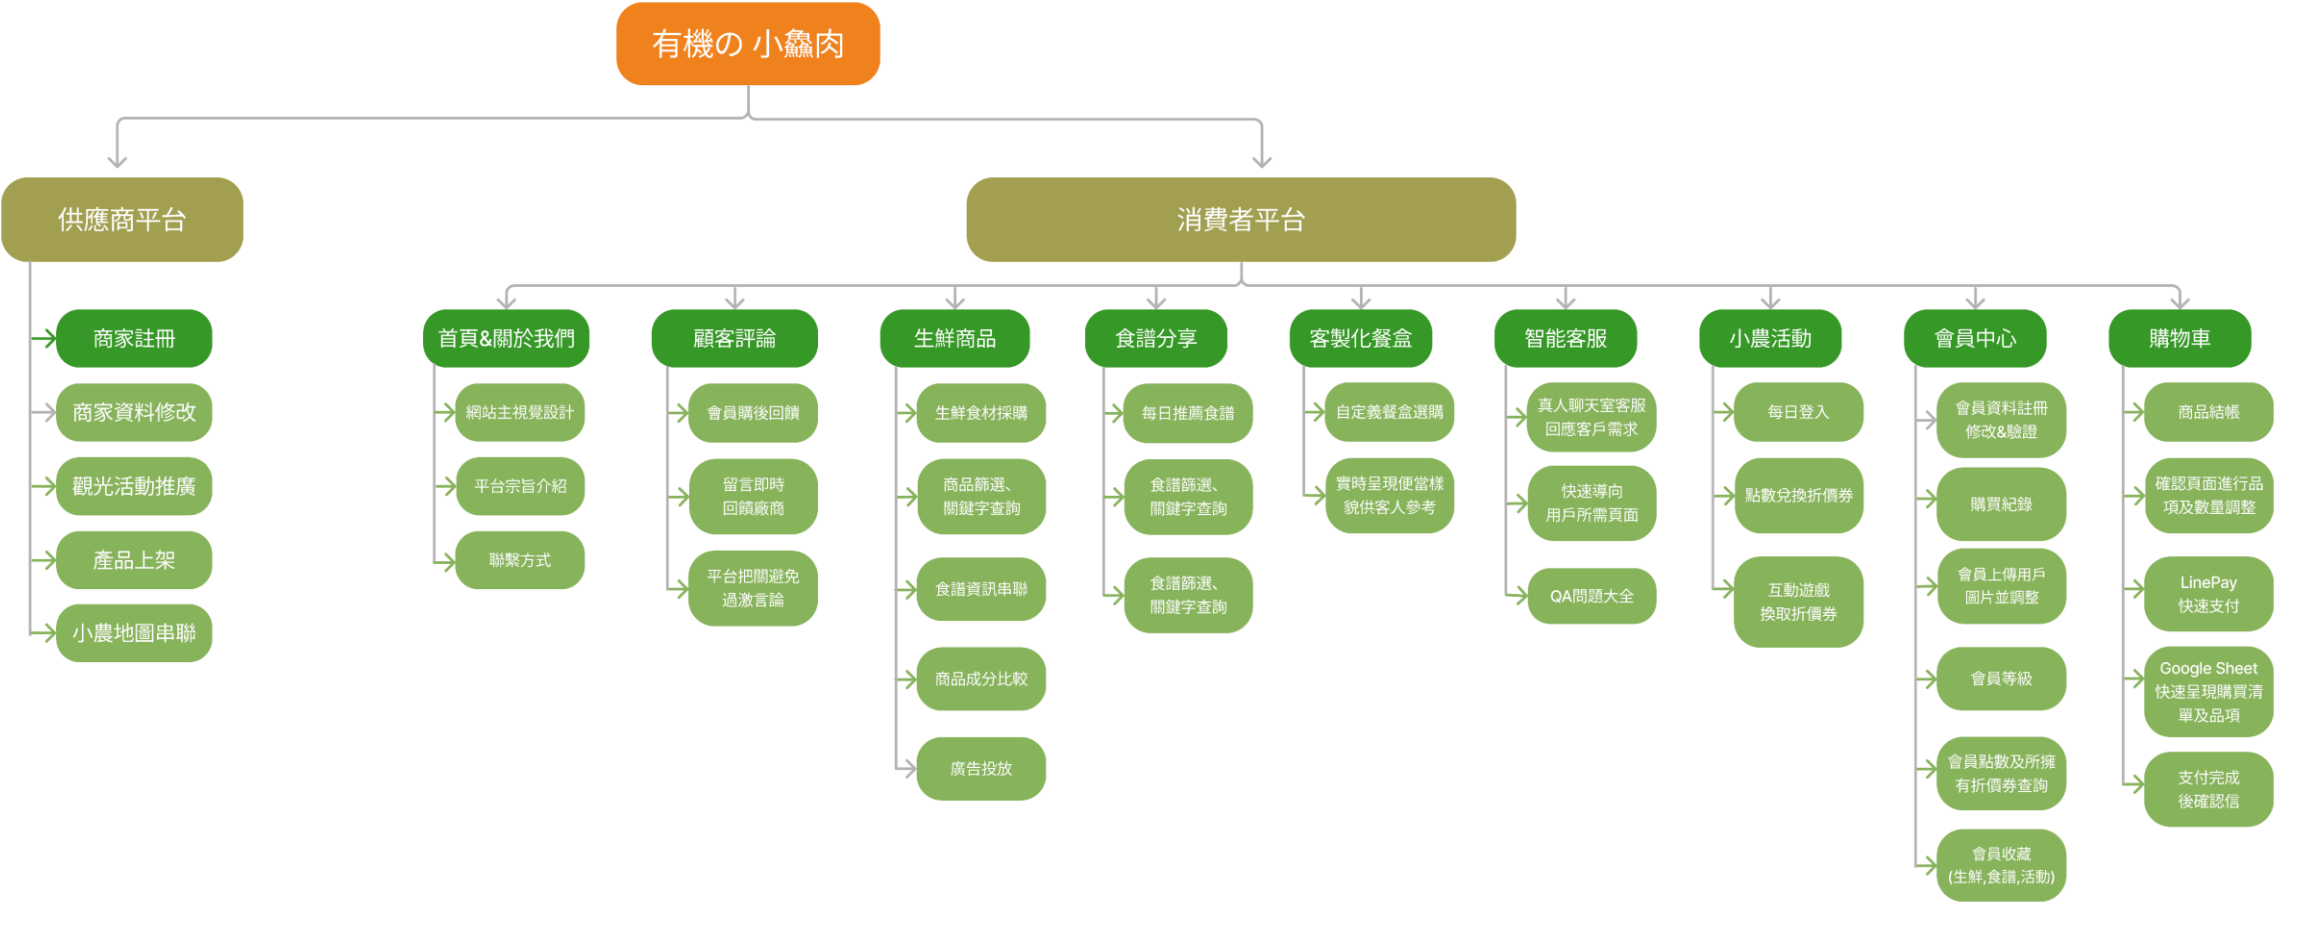 有機の 小鱻肉
供應商平台
商家註冊
商家資料修改
觀光活動推廣
產品上架
小農地圖串聯
消費者平台
首頁&關於我們
網站主視覺設計
平台宗旨介紹
聯繫方式
顧客評論
會員購後回饋
留言即時
回饋廠商
平台把關避免
過激言論
生鮮商品
生鮮食材採購
商品篩選、
關鍵字查詢
食譜資訊串聯
商品成分比較
廣告投放
食譜分享
每日推薦食譜
食譜篩選、
關鍵字查詢
食譜篩選、
關鍵字查詢
客製化餐盒
自定義餐盒選購
實時呈現便當樣
貌供客人參考
智能客服
真人聊天室客服
回應客戶需求
快速導向
用戶所需頁面
QA問題大全
小農活動
每日登入
點數兌換折價券
互動遊戲
換取折價券
會員中心
會員資料註冊
修改&驗證
購買紀錄
會員上傳用戶
圖片並調整
會員等級
會員點數及所擁
有折價券查詢
會員收藏
(生鮮,食譜,活動)
購物車
商品結帳
確認頁面進行品
項及數量調整
LinePay
快速支付
Google Sheet
快速呈現購買清
單及品項
支付完成
後確認信